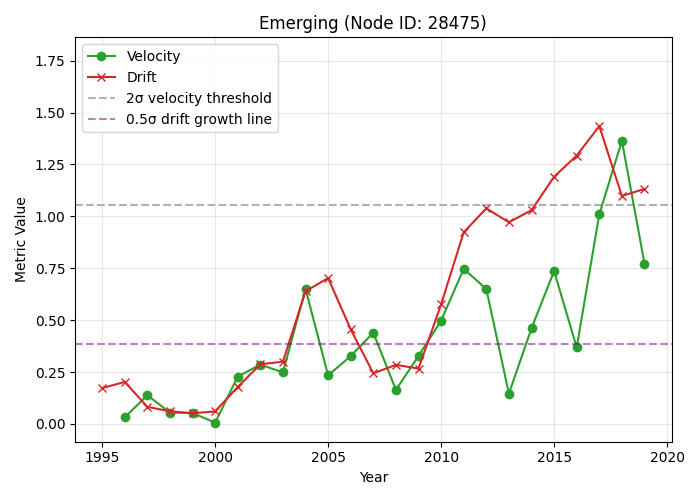 Emerging (Node ID: 28475)
Velocity
Drift
2σ velocity threshold
0.5σ drift growth line
1.75
1.50
1.25
1.00
0.75
0.50
0.25
0.00
Metric Value
1995
2000
2005
2010
2015
2020
Year